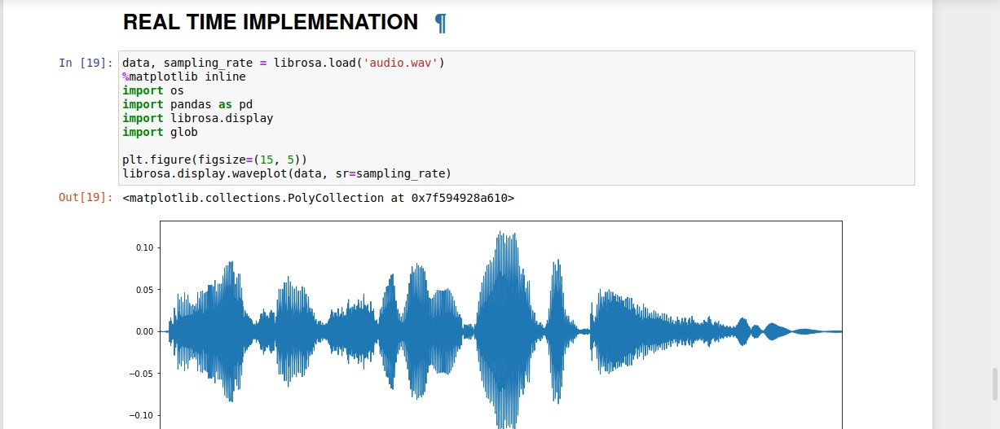 REAL TIME IMPLEMENATION ¶
In [19]: data, sampling_rate = librosa.load('audio.wav')
%matplotlib inline
import os
import pandas as pd
import librosa.display
import glob
plt.figure(figsize=(15, 5))
librosa.display.waveplot(data, sr=sampling_rate)
Out[19]: <matplotlib.collections.PolyCollection at 0x7f594928a610>
0.10
0.05
0.00
−0.05
−0.10